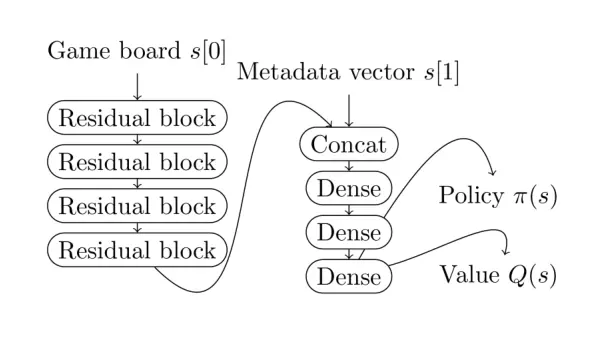 Game board s[0]
Residual block
Residual block
Residual block
Residual block
Metadata vector s[1]
Concat
Dense
Dense
Dense
Policy π(s)
Value Q(s)